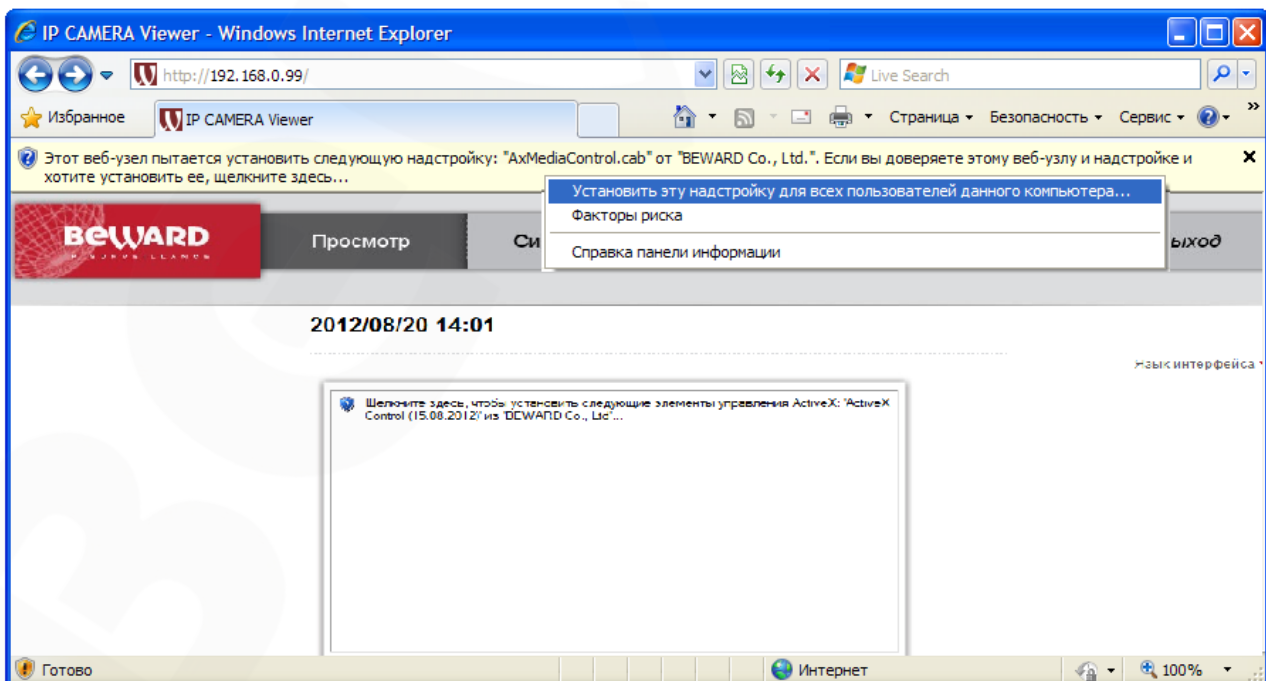 IP CAMERA Viewer - Windows Internet Explorer
http://192.168.0.99/
Live Search
Избранное
IP CAMERA Viewer
Страница
Безопасность
Сервис
»
Этот веб-узел пытается установить следующую надстройку: "AxMediaControl.cab" от "BEWARD Co., Ltd.". Если вы доверяете этому веб-узлу и надстройке и
хотите установить ее, щелкните здесь...
Установить эту надстройку для всех пользователей данного компьютера...
Факторы риска
Справка панели информации
BEWARD
Просмотр
Си
ыход
2012/08/20 14:01
Язык интерфейса
Щелкните здесь, чтобы установить следующие элементы управления ActiveX: "ActiveX
Control (15.08.2012)" из "BEWARD Co., Ltd"...
Готово
Интернет
100%